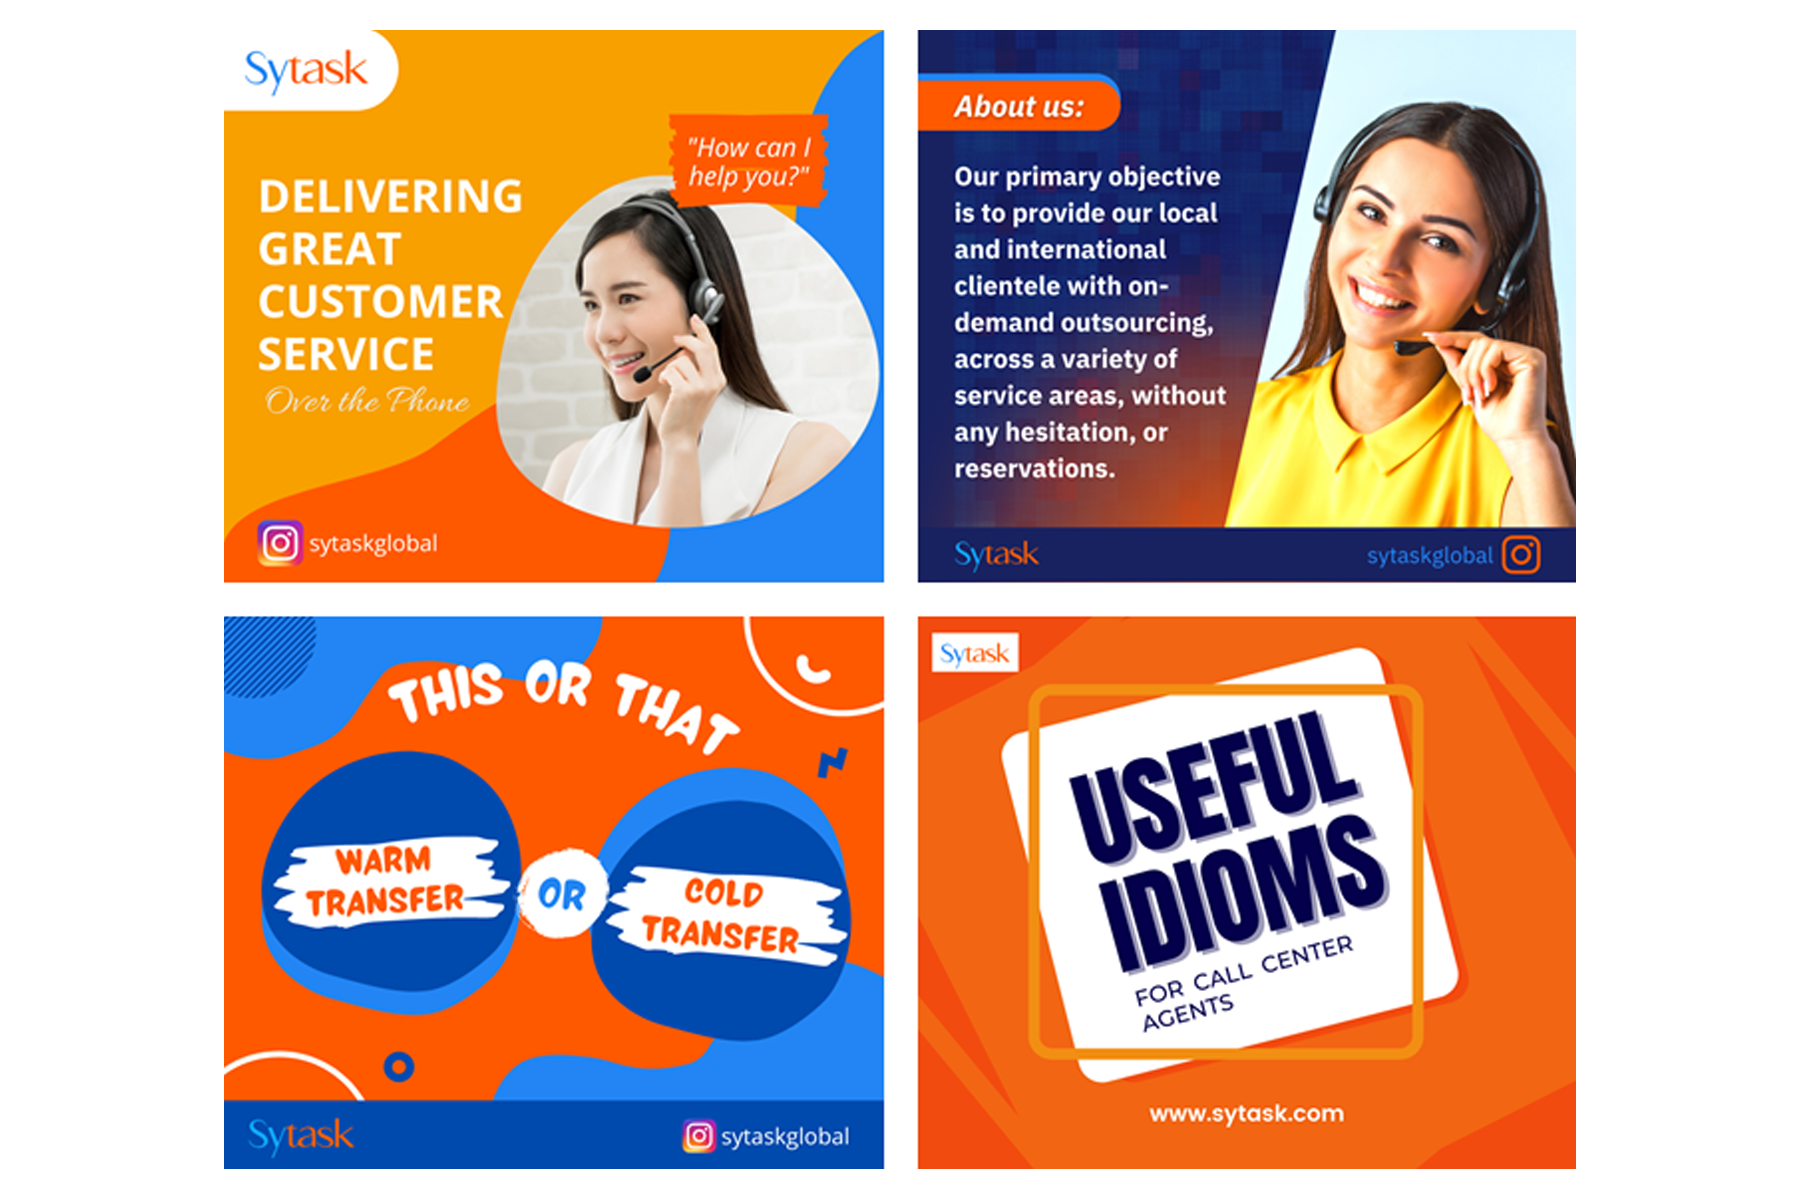 Sytask
"How can I
help you?"
DELIVERING
GREAT
CUSTOMER
SERVICE
Over the Phone
sytaskglobal
About us:
Our primary objective
is to provide our local
and international
clientele with on-
demand outsourcing,
across a variety of
service areas, without
any hesitation, or
reservations.
Sytask
sytaskglobal
THIS OR THAT
WARM
TRANSFER
OR
COLD
TRANSFER
Sytask
sytaskglobal
Sytask
USEFUL
IDIOMS
FOR CALL CENTER
AGENTS
www.sytask.com